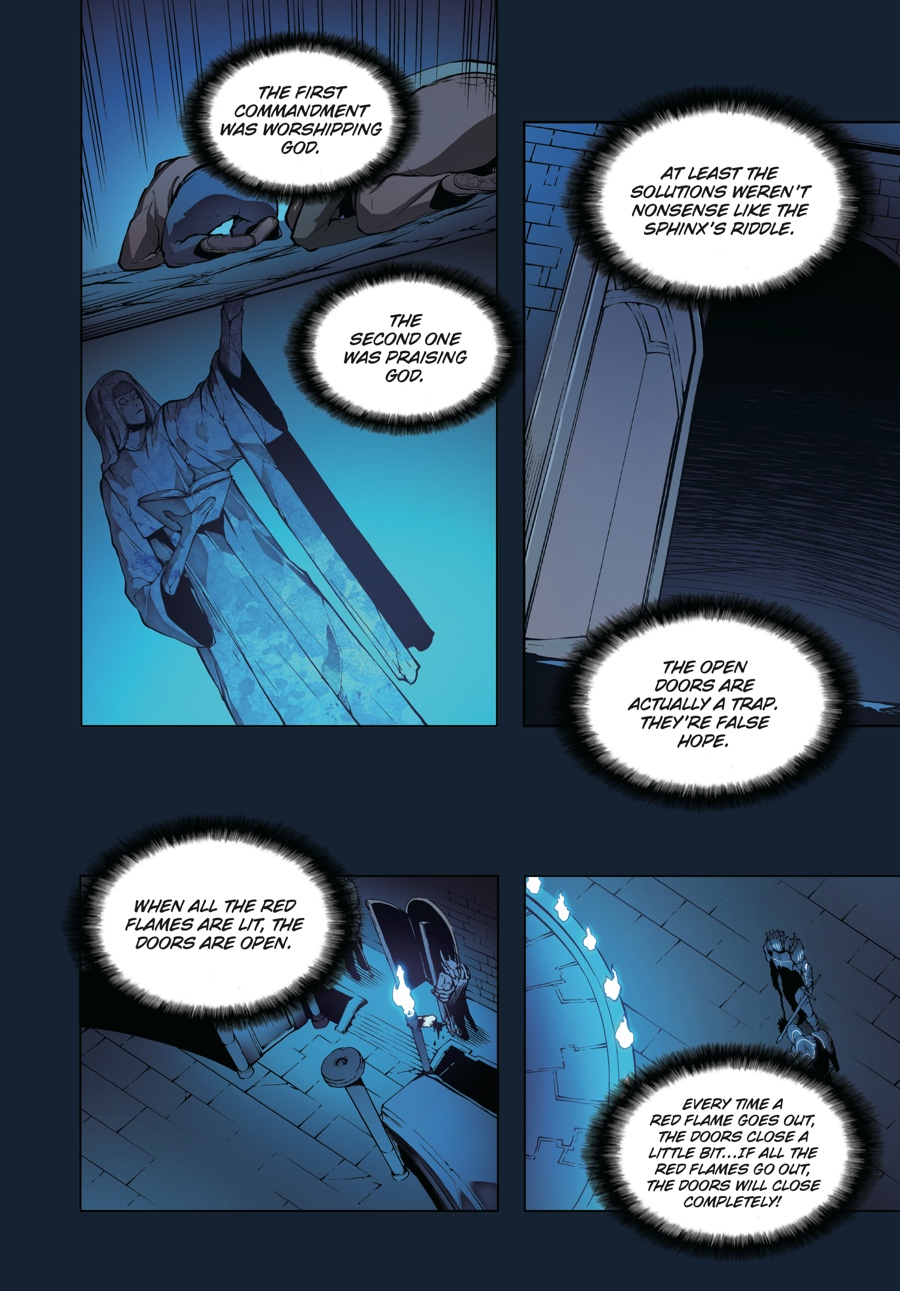 THE FIRST
COMMANDMENT
WAS WORSHIPPING
GOD.
THE
SECOND ONE
WAS PRAISING
GOD.
AT LEAST THE
SOLUTIONS WEREN'T
NONSENSE LIKE THE
SPHINX'S RIDDLE.
THE OPEN
DOORS ARE
ACTUALLY A TRAP.
THEY'RE FALSE
HOPE.
WHEN ALL THE RED
FLAMES ARE LIT, THE
DOORS ARE OPEN.
EVERY TIME A
RED FLAME GOES OUT,
THE DOORS CLOSE A
LITTLE BIT...IF ALL THE
RED FLAMES GO OUT,
THE DOORS WILL CLOSE
COMPLETELY!